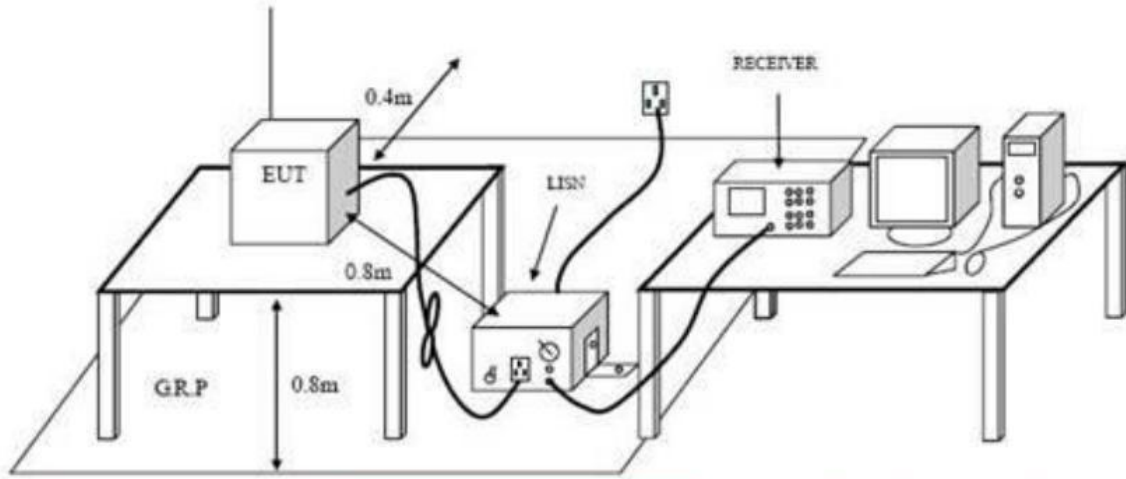 RECEIVER
0.4m
EUT
LISN
0.8m
G.R.P
0.8m